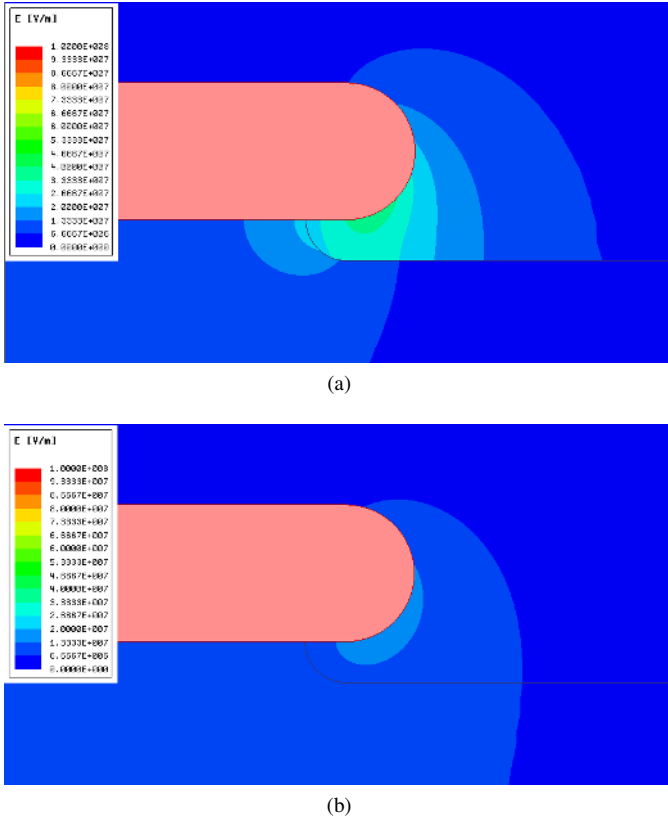 E [V/m]
1.0000E+008
9.3333E+007
8.6667E+007
8.0000E+007
7.3333E+007
6.6667E+007
6.0000E+007
5.3333E+007
4.6667E+007
4.0000E+007
3.3333E+007
2.6667E+007
2.0000E+007
1.3333E+007
6.6667E+006
0.0000E+000
(a)
E [V/m]
1.0000E+008
9.3333E+007
8.6667E+007
8.0000E+007
7.3333E+007
6.6667E+007
6.0000E+007
5.3333E+007
4.6667E+007
4.0000E+007
3.3333E+007
2.6667E+007
2.0000E+007
1.3333E+007
6.6667E+006
0.0000E+000
(b)